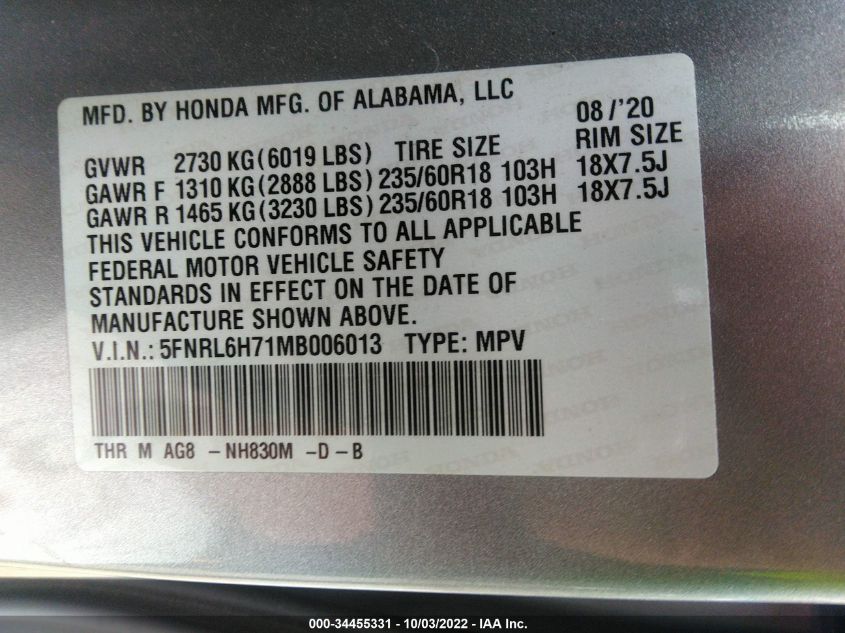 MFD. BY HONDA MFG. OF ALABAMA, LLC 08/'20
GVWR 2730 KG(6019 LBS) TIRE SIZE RIM SIZE
GAWR F 1310 KG(2888 LBS) 235/60R18 103H 18X7.5J
GAWR R 1465 KG(3230 LBS) 235/60R18 103H 18X7.5J
THIS VEHICLE CONFORMS TO ALL APPLICABLE
FEDERAL MOTOR VEHICLE SAFETY
STANDARDS IN EFFECT ON THE DATE OF
MANUFACTURE SHOWN ABOVE.
V.I.N.: 5FNRL6H71MB006013 TYPE: MPV
THR M AG8 -NH830M -D-B
000-34455331 - 10/03/2022 - IAA Inc.